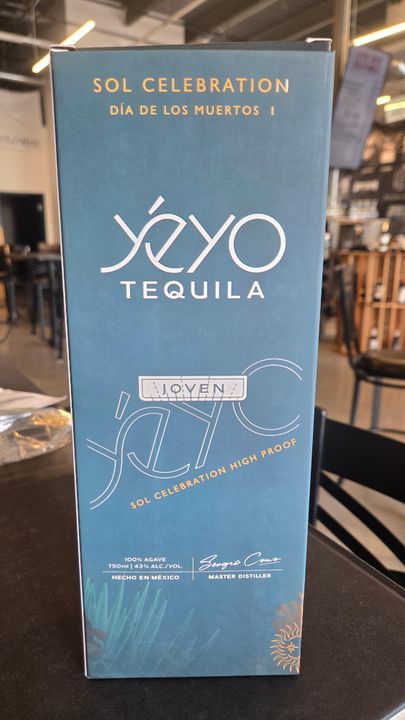 SOL CELEBRATION
DÍA DE LOS MUERTOS I
yéyo
TEQUILA
JOVEN
yéyo
SOL CELEBRATION HIGH PROOF
100% AGAVE
750ml | 43% ALC./VOL.
HECHO EN MÉXICO
Sergio Cruz
MASTER DISTILLER